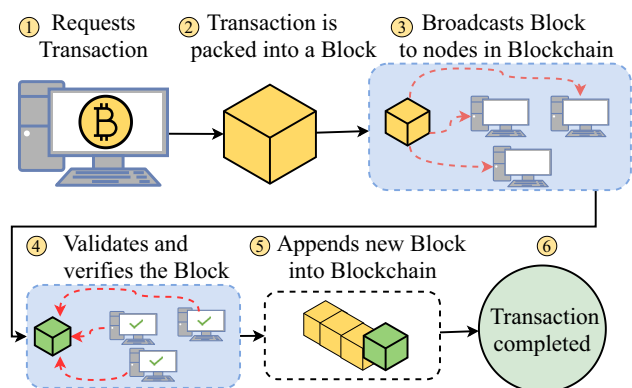 1 Requests
Transaction
2 Transaction is
packed into a Block
3 Broadcasts Block
to nodes in Blockchain
4 Validates and
verifies the Block
5 Appends new Block
into Blockchain
6
Transaction
completed